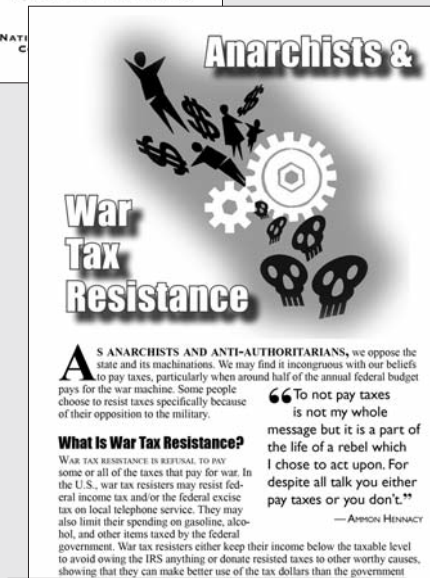 NATI
C
Anarchists &
War
Tax
Resistance
AS ANARCHISTS AND ANTI-AUTHORITARIANS, we oppose the
state and its machinations. We may find it incongruous with our beliefs
to pay taxes, particularly when around half of the annual federal budget
pays for the war machine. Some people
choose to resist taxes specifically because
of their opposition to the military.
What Is War Tax Resistance?
WAR TAX RESISTANCE IS REFUSAL TO PAY
some or all of the taxes that pay for war. In
the U.S., war tax resisters may resist fed-
eral income tax and/or the federal excise
tax on local telephone service. They may
also limit their spending on gasoline, alco-
hol, and other items taxed by the federal
government. War tax resisters either keep their income below the taxable level
to avoid owing the IRS anything or donate resisted taxes to other worthy causes,
showing that they can make better use of the tax dollars than the government
“To not pay taxes
is not my whole
message but it is a part of
the life of a rebel which
I chose to act upon. For
despite all talk you either
pay taxes or you don't.”
— AMMON HENNACY